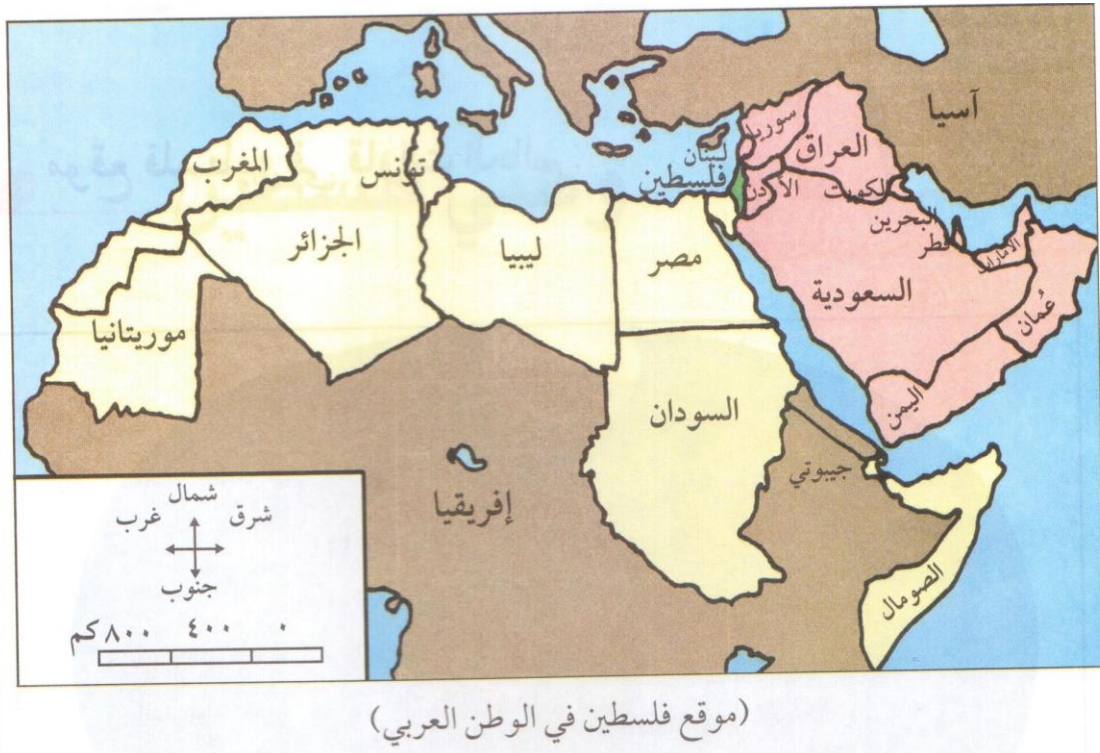 آسيا
سوريا
لبنان
العراق
فلسطين
الأردن
الكويت
المغرب
تونس
البحرين
قطر
الامارات
الجزائر
ليبيا
مصر
السعودية
عُمان
موريتانيا
اليمن
السودان
جيبوتي
إفريقيا
الصومال
شمال
شرق
غرب
جنوب
٠ ٤٠٠ ٨٠٠ كم
(موقع فلسطين في الوطن العربي)